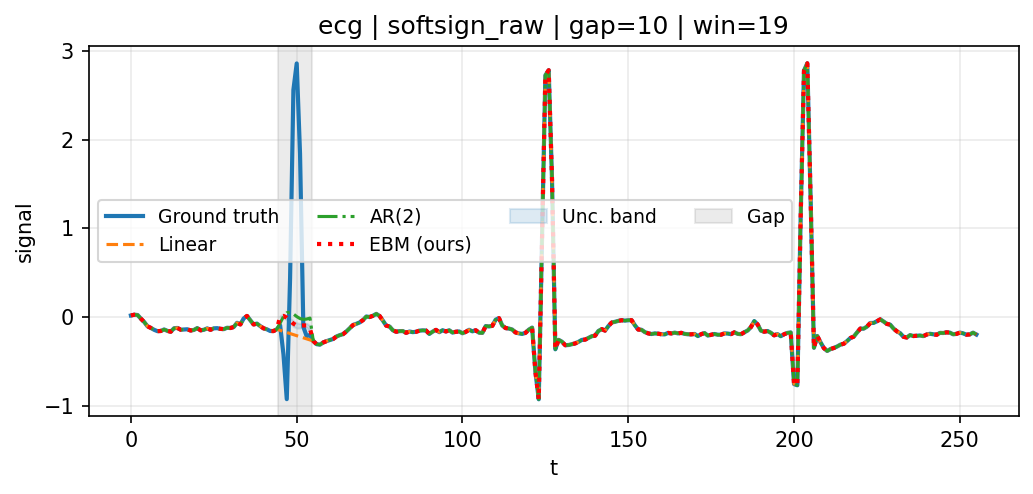 ecg | softsign_raw | gap=10 | win=19
3
2
1
0
−1
signal
Ground truth
Linear
AR(2)
EBM (ours)
Unc. band
Gap
0
50
100
150
200
250
t